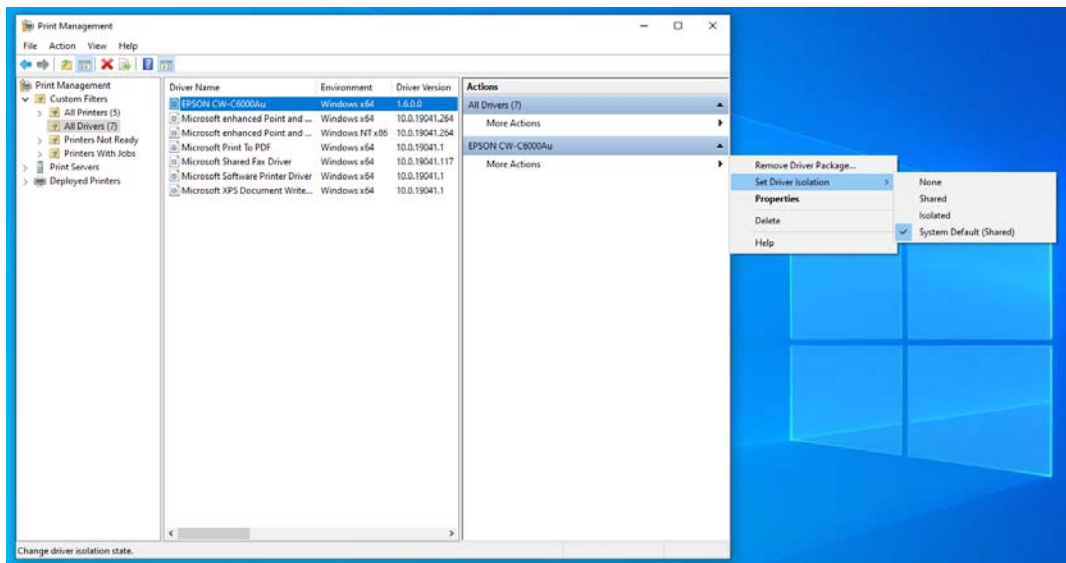 Print Management
File Action View Help
Print Management
Custom Filters
All Printers (5)
All Drivers (7)
Printers Not Ready
Printers With Jobs
Print Servers
Deployed Printers
Driver Name Environment Driver Version
EPSON CW-C6000Au Windows x64 1.6.0.0
Microsoft enhanced Point and ... Windows x64 10.0.19041.264
Microsoft enhanced Point and ... Windows NT x86 10.0.19041.264
Microsoft Print To PDF Windows x64 10.0.19041.1
Microsoft Shared Fax Driver Windows x64 10.0.19041.117
Microsoft Software Printer Driver Windows x64 10.0.19041.1
Microsoft XPS Document Write... Windows x64 10.0.19041.1
Actions
All Drivers (7)
More Actions
EPSON CW-C6000Au
More Actions
Remove Driver Package...
Set Driver Isolation
Properties
Delete
Help
None
Shared
Isolated
System Default (Shared)
Change driver isolation state.